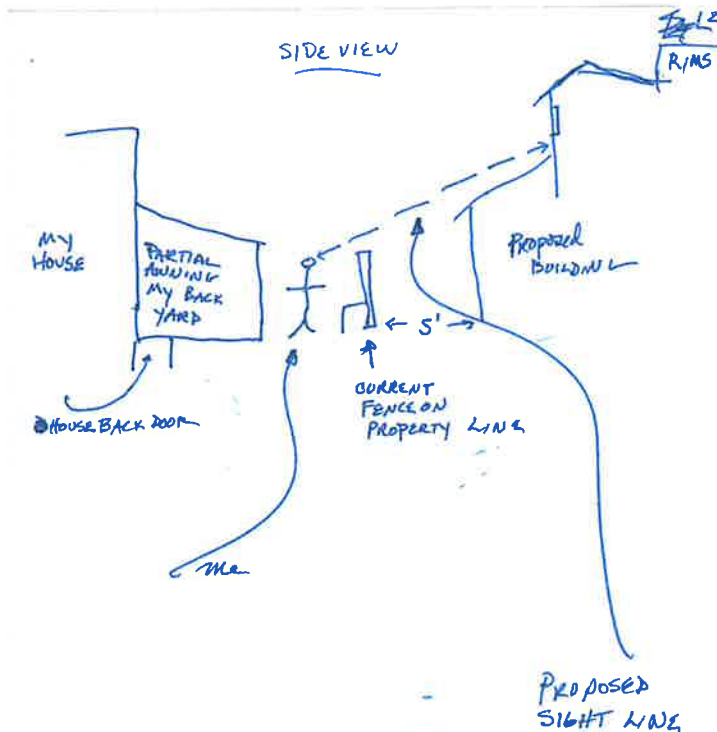 SIDE VIEW
RIMS
MY
HOUSE
PARTIAL
AWNING
MY BACK
YARD
PROPOSED
BUILDING
5'
CURRENT
FENCE ON
PROPERTY LINE
HOUSE BACK DOOR
Me
PROPOSED
SIGHT LINE